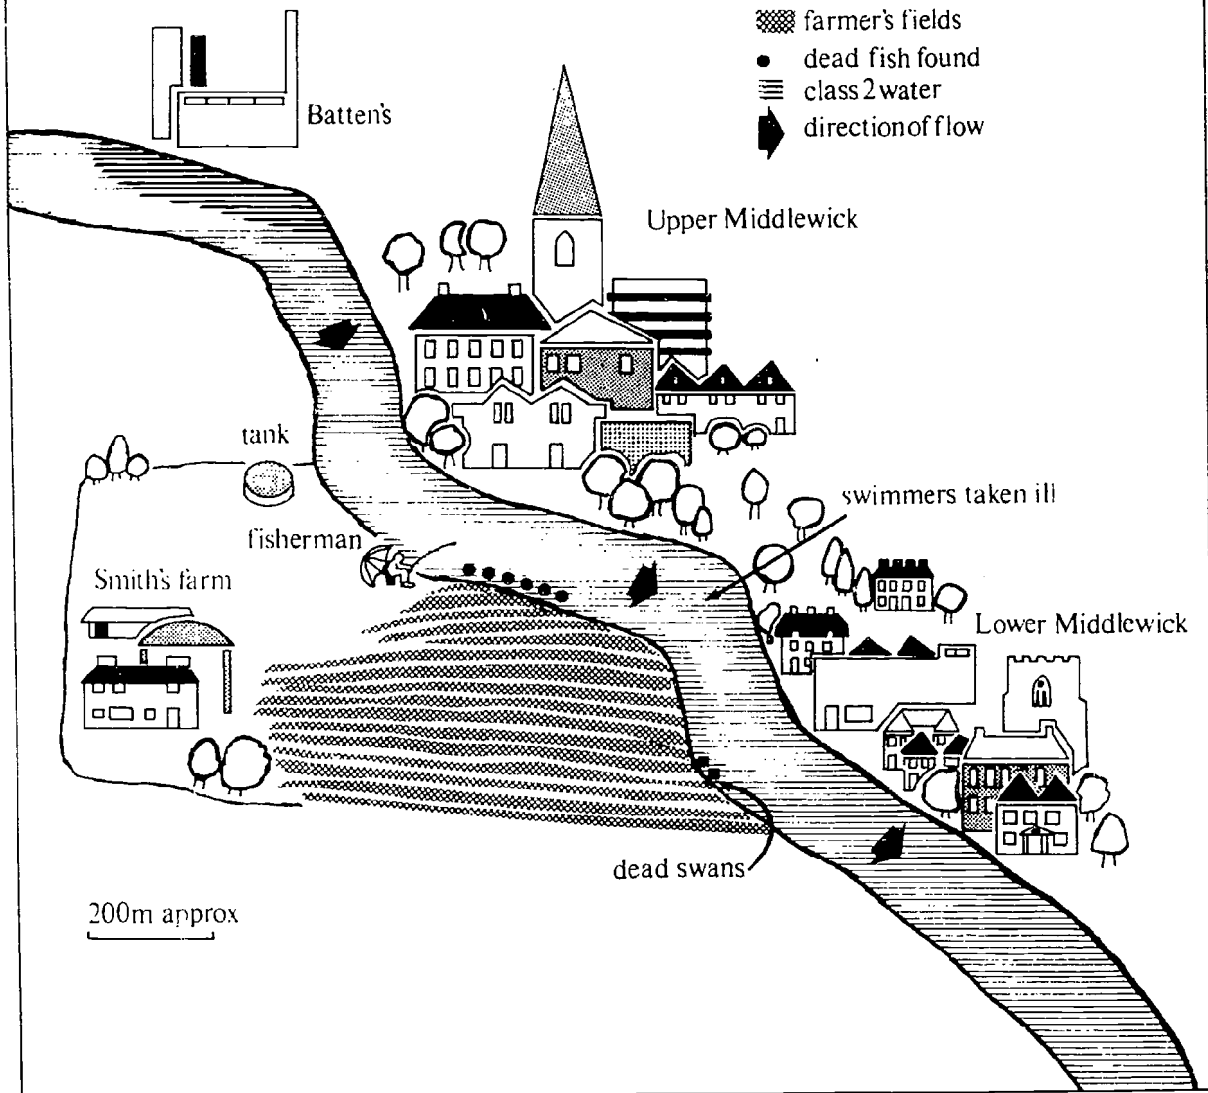 farmer's fields
dead fish found
class 2 water
direction of flow
Batten's
Upper Middlewick
tank
swimmers taken ill
fisherman
Smith's farm
Lower Middlewick
dead swans
200m approx